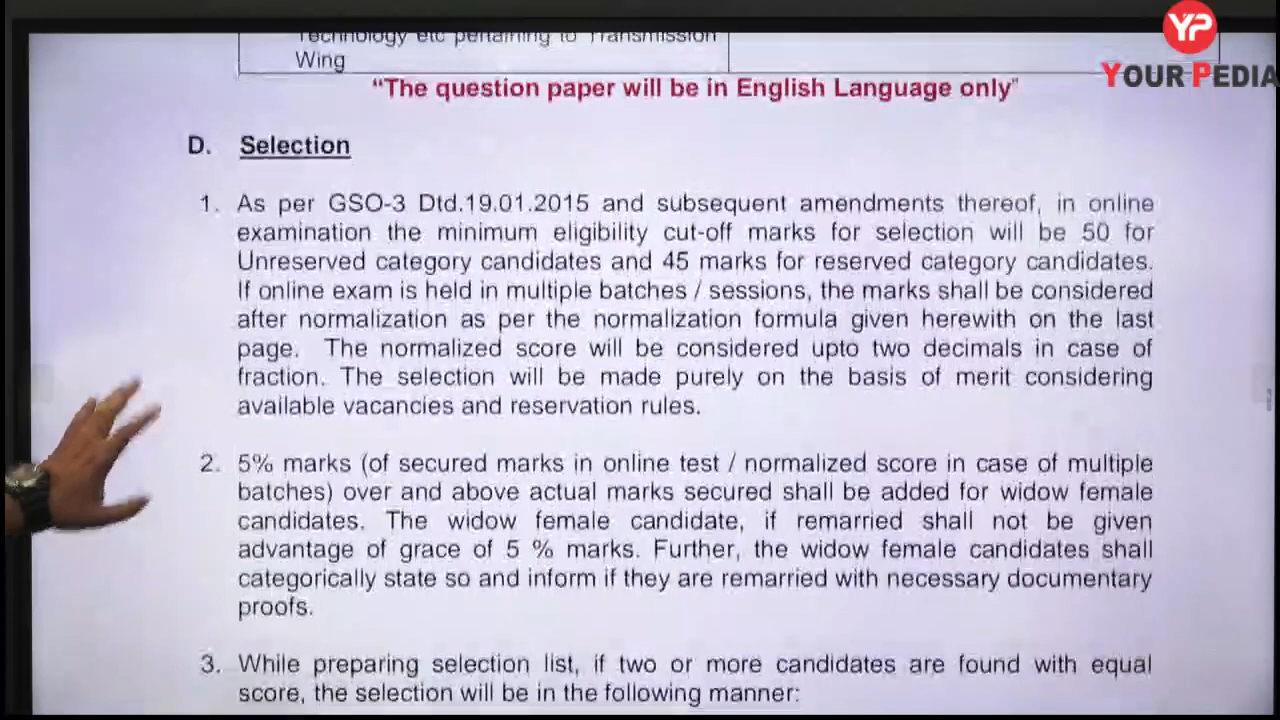 YP
YOUR PEDIA
Technology etc pertaining to Transmission
Wing
“The question paper will be in English Language only”
D. Selection
1. As per GSO-3 Dtd.19.01.2015 and subsequent amendments thereof, in online
examination the minimum eligibility cut-off marks for selection will be 50 for
Unreserved category candidates and 45 marks for reserved category candidates.
If online exam is held in multiple batches / sessions, the marks shall be considered
after normalization as per the normalization formula given herewith on the last
page. The normalized score will be considered upto two decimals in case of
fraction. The selection will be made purely on the basis of merit considering
available vacancies and reservation rules.
2. 5% marks (of secured marks in online test / normalized score in case of multiple
batches) over and above actual marks secured shall be added for widow female
candidates. The widow female candidate, if remarried shall not be given
advantage of grace of 5 % marks. Further, the widow female candidates shall
categorically state so and inform if they are remarried with necessary documentary
proofs.
3. While preparing selection list, if two or more candidates are found with equal
score, the selection will be in the following manner: